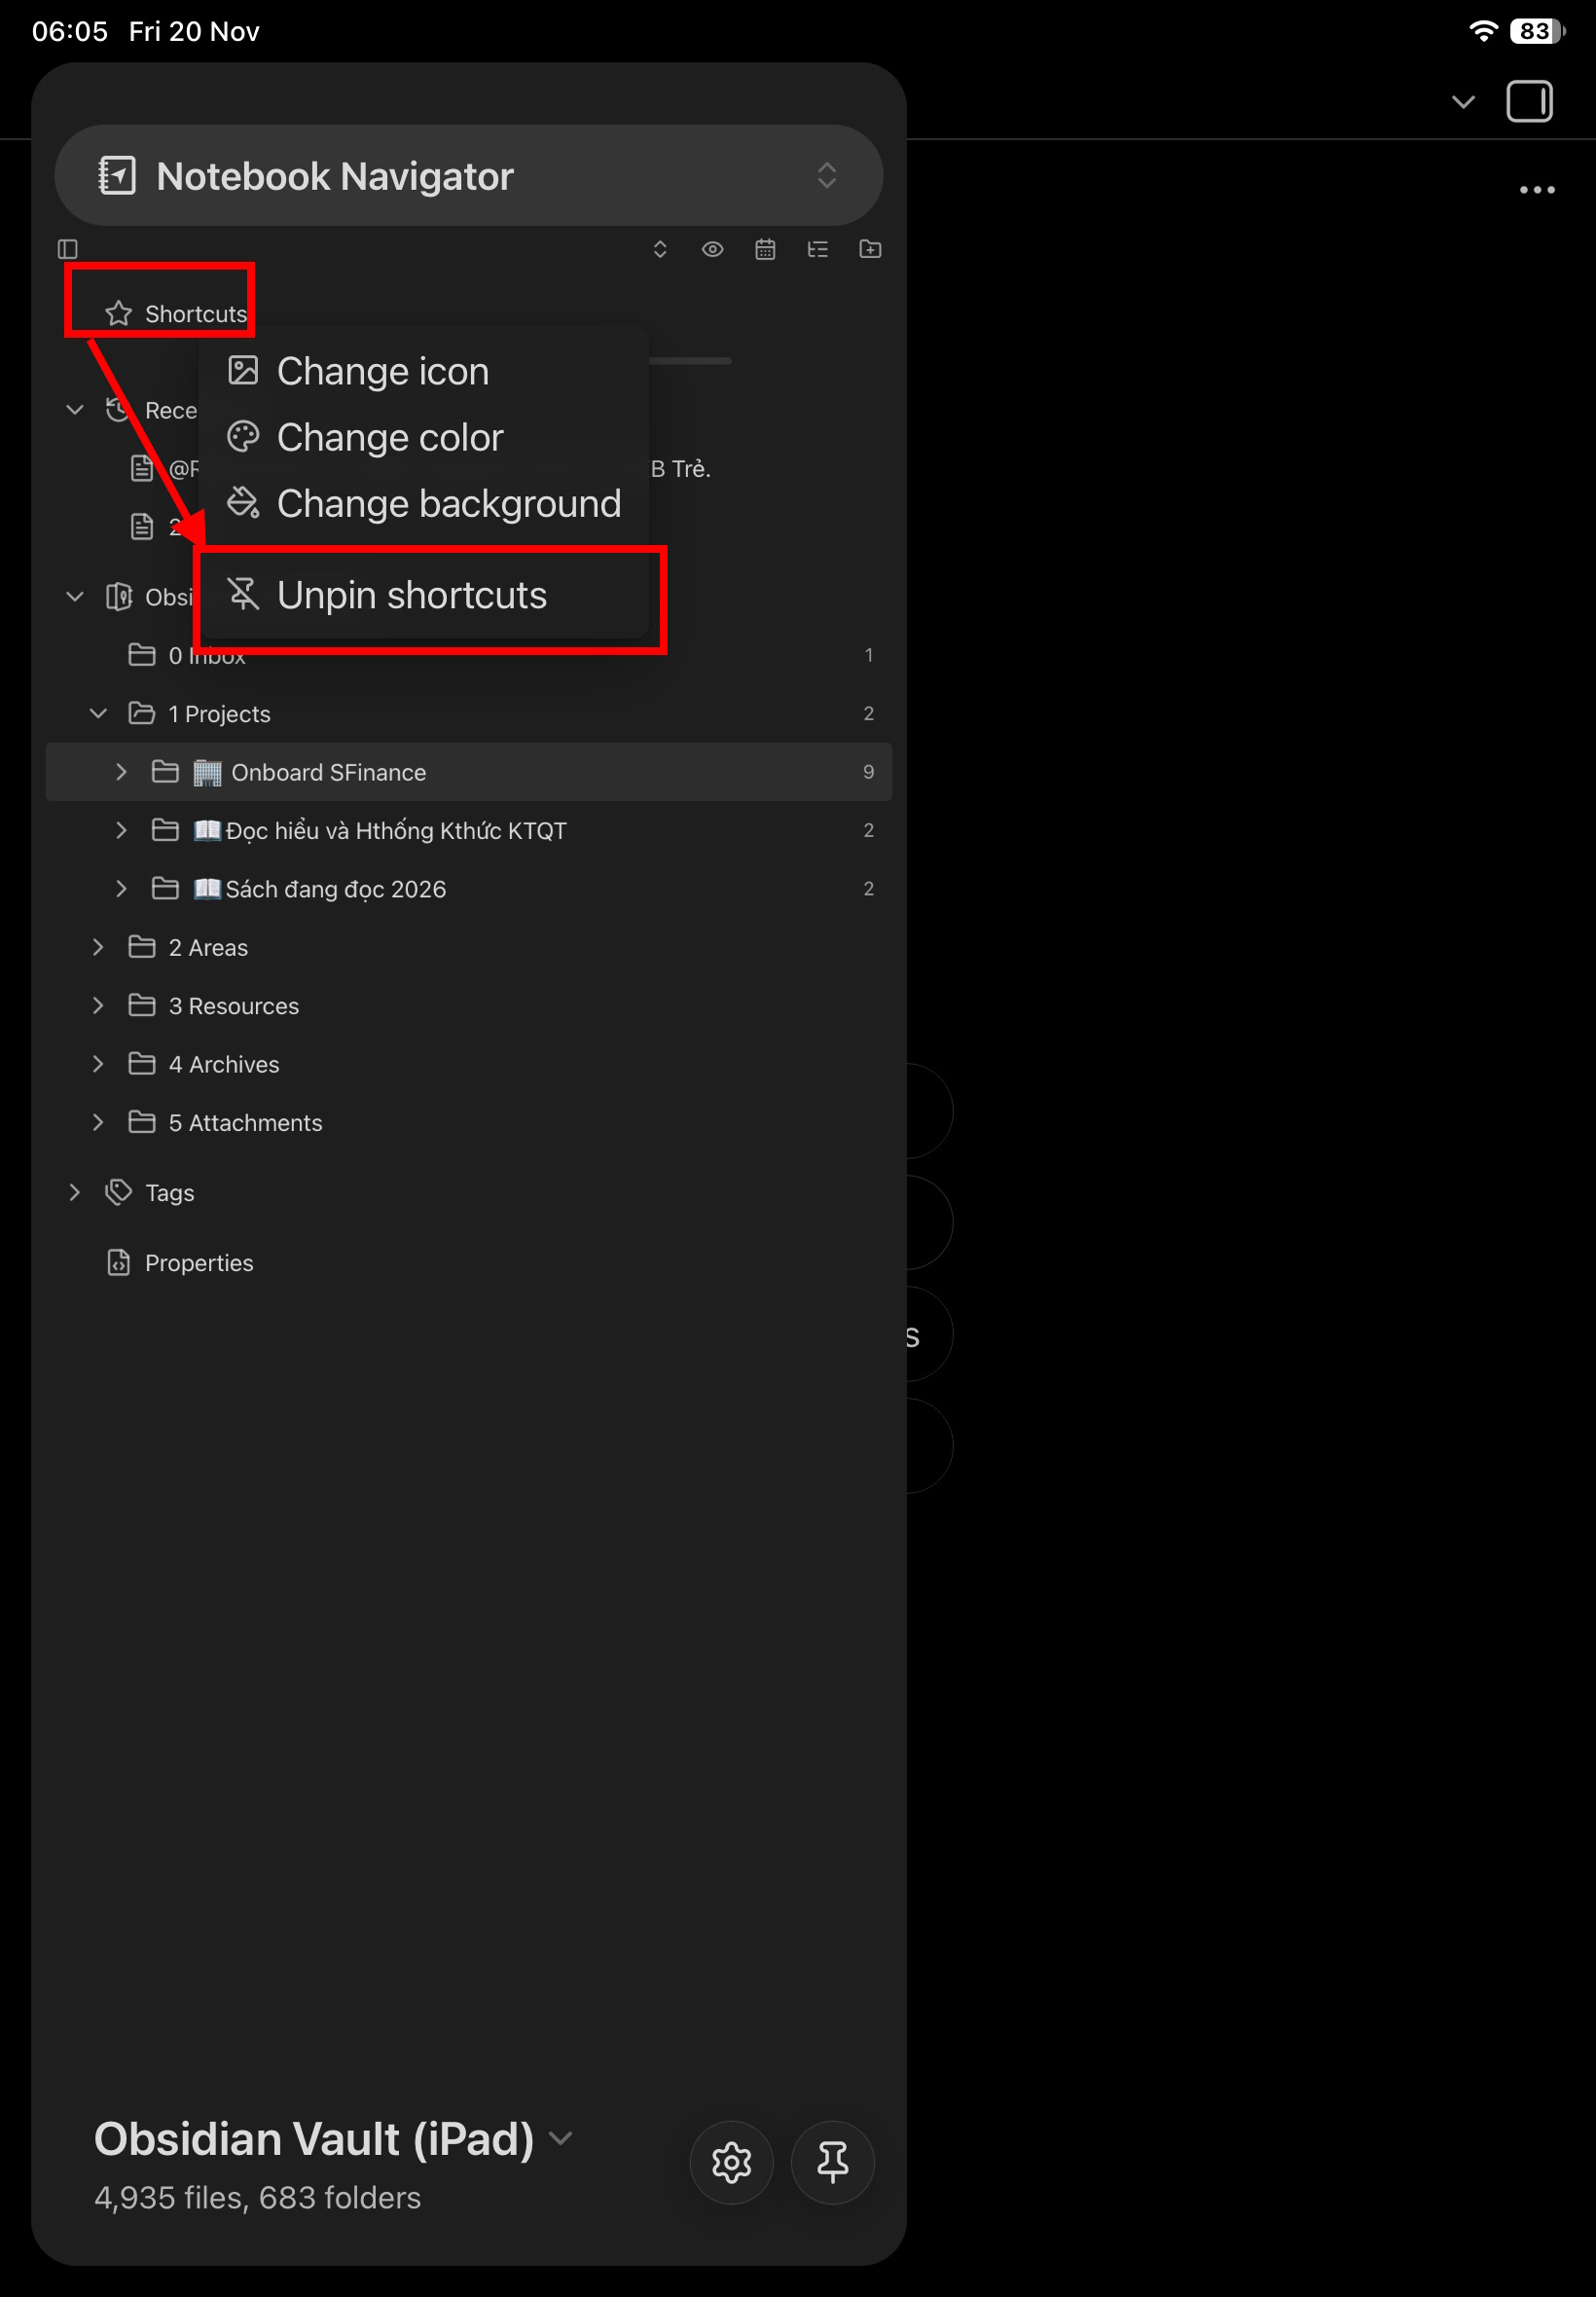 06:05 Fri 20 Nov
83
Notebook Navigator
Shortcuts
Change icon
Change color
Rece
Change background
@R
B Trẻ.
2
Unpin shortcuts
Obsi
0 Inbox 1
1 Projects 2
Onboard SFinance 9
Đọc hiểu và Hthống Kthức KTQT 2
Sách đang đọc 2026 2
2 Areas
3 Resources
4 Archives
5 Attachments
Tags
Properties
s
Obsidian Vault (iPad)
4,935 files, 683 folders